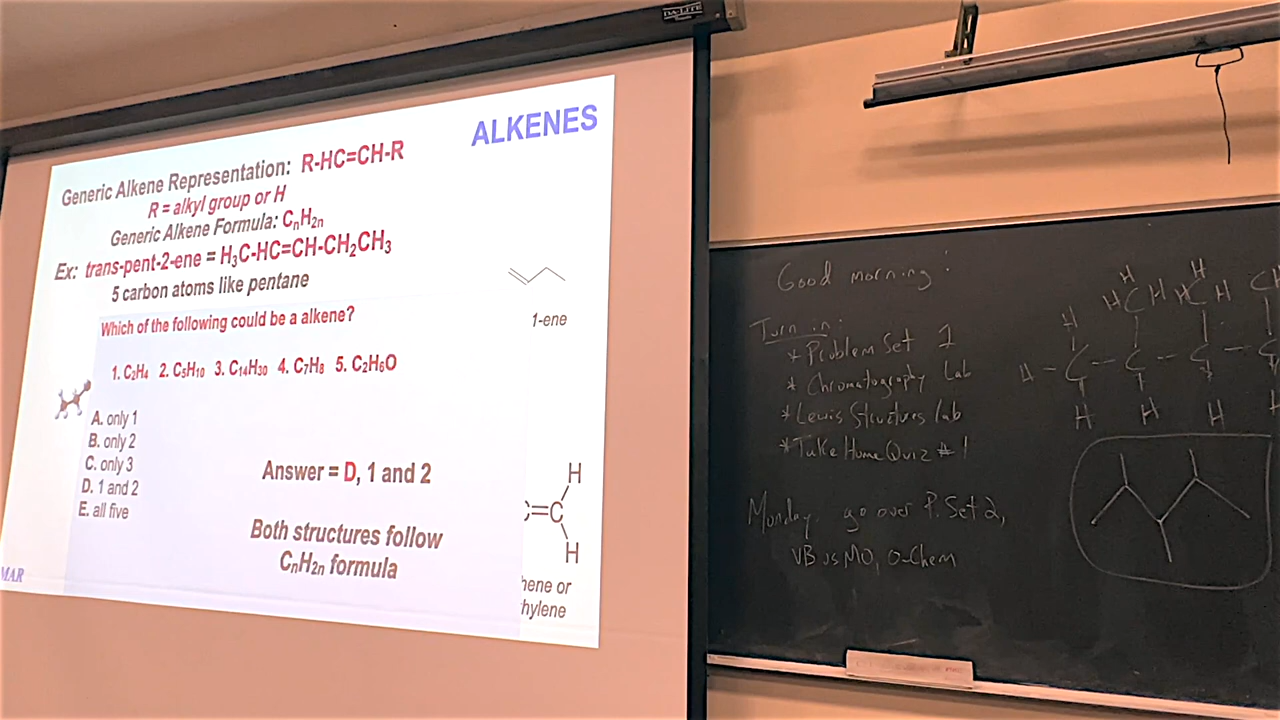 DA-LITE
ALKENES
Generic Alkene Representation: R-HC=CH-R
R = alkyl group or H
Generic Alkene Formula: CnH2n
Ex: trans-pent-2-ene = H3C-HC=CH-CH2CH3
5 carbon atoms like pentane
1-ene
Which of the following could be a alkene?
1. C2H4 2. C5H10 3. C14H30 4. C7H8 5. C2H6O
A. only 1
B. only 2
C. only 3
D. 1 and 2
E. all five
Answer = D, 1 and 2
Both structures follow
CnH2n formula
H
=C
H
hene or
hylene
MAR
Good morning!
Turn in:
* Problem Set 1
* Chromatography Lab
* Lewis Structures lab
* Take Home Quiz #1
Monday, go over P. Set 2,
VB vs MO, O-Chem
H H
H HCH HCH CH
H-C-C-C-C
H H H H